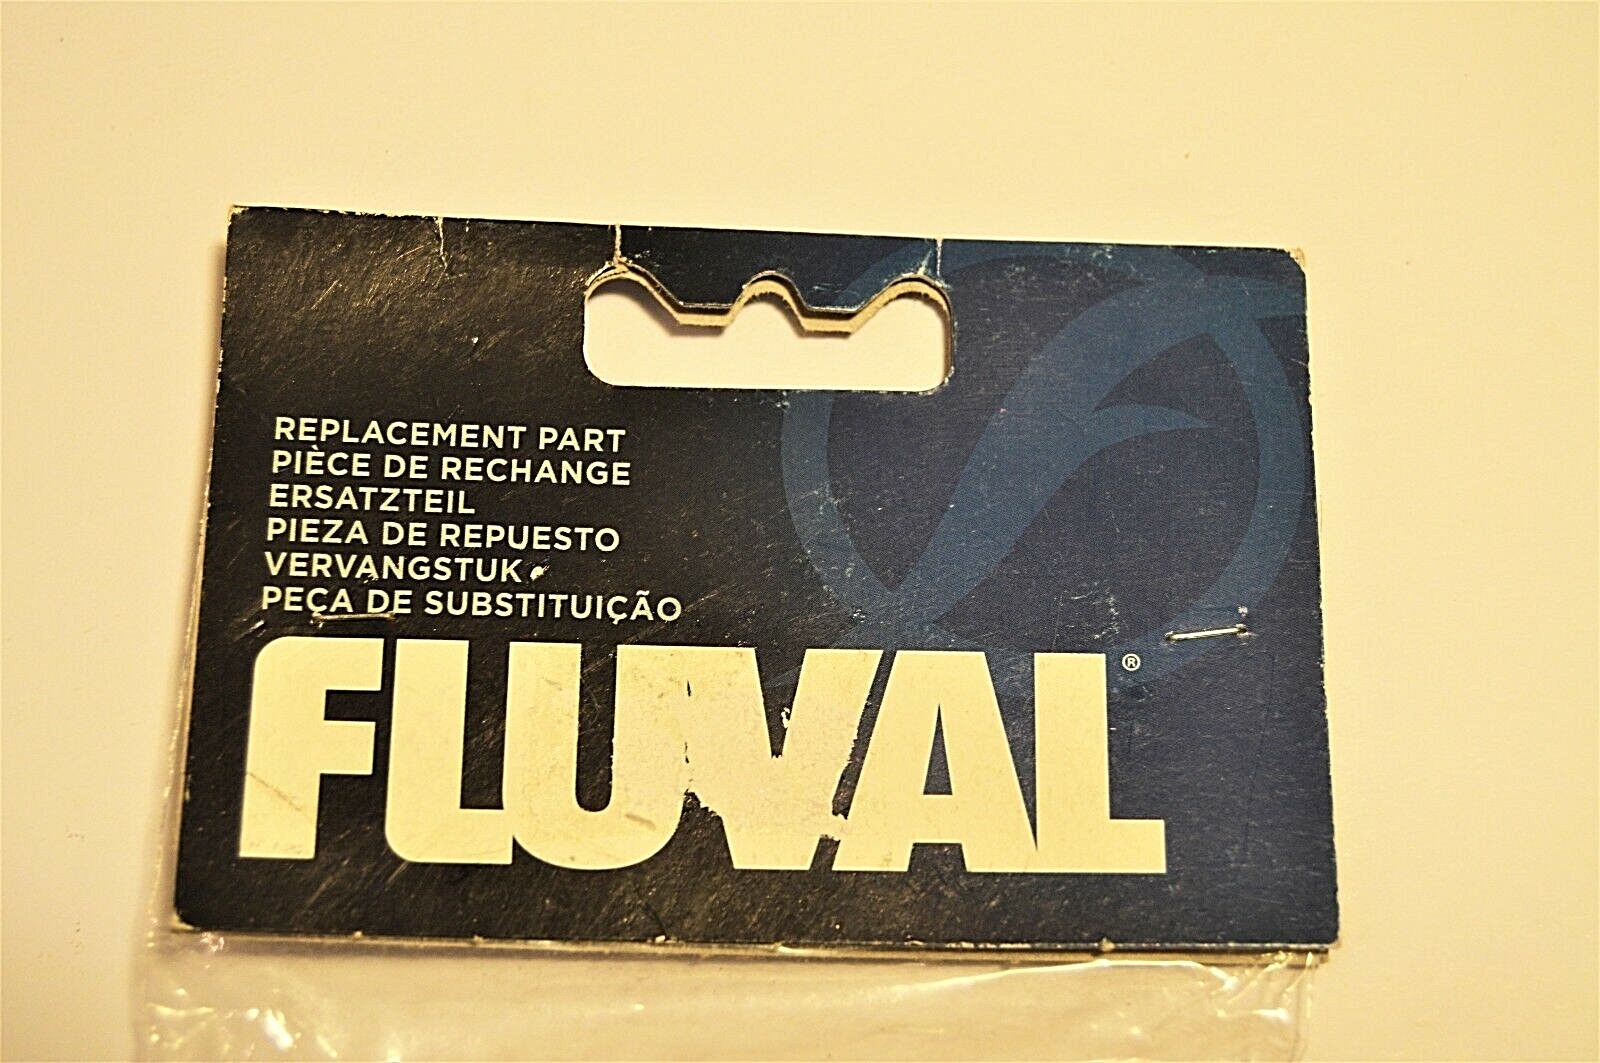 REPLACEMENT PART
PIÈCE DE RECHANGE
ERSATZTEIL
PIEZA DE REPUESTO
VERVANGSTUK
PEÇA DE SUBSTITUIÇÃO
FLUVAL®